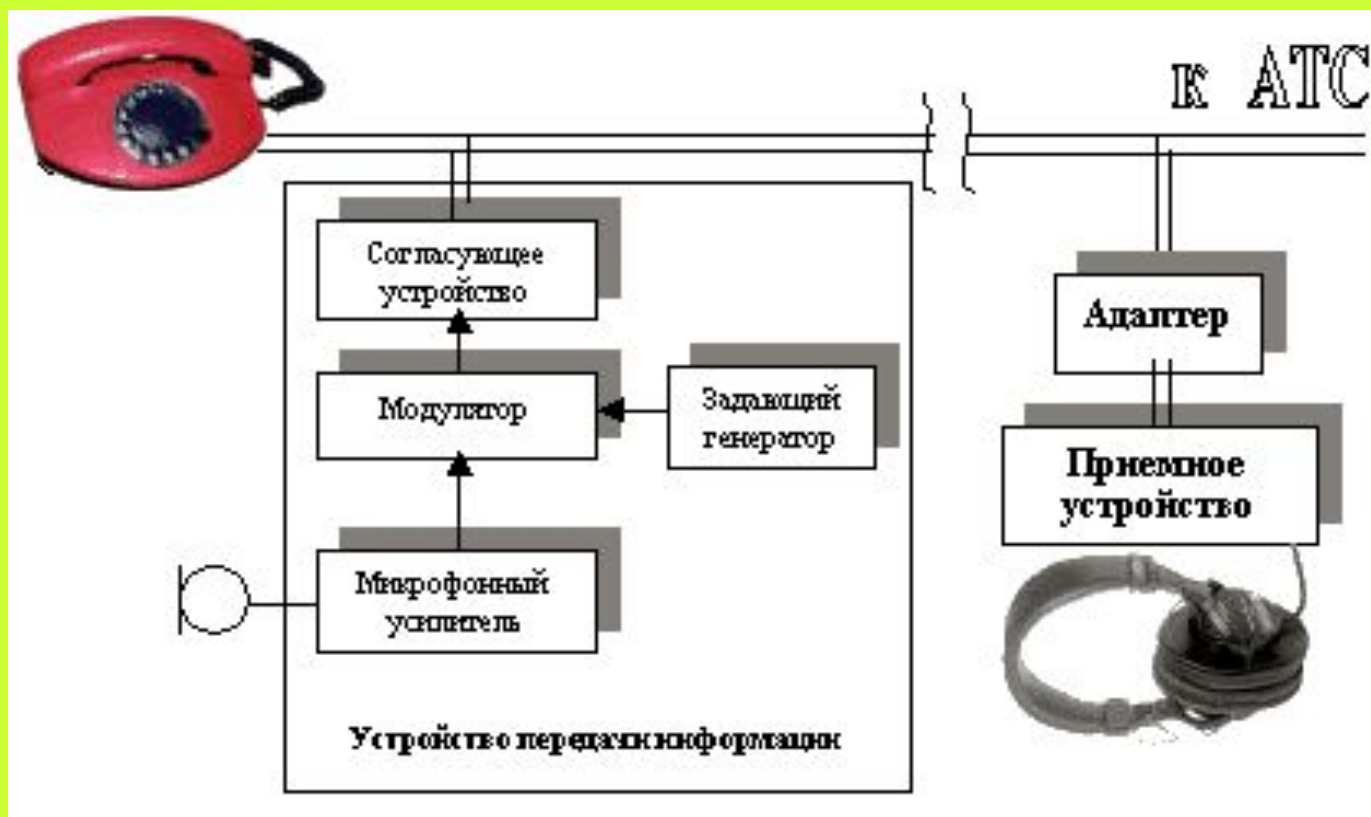 к АТС
Согласующее
устройство
Адаптер
Модулятор
Задающий
генератор
Приемное
устройство
Микрофонный
усилитель
Устройство передачи информации